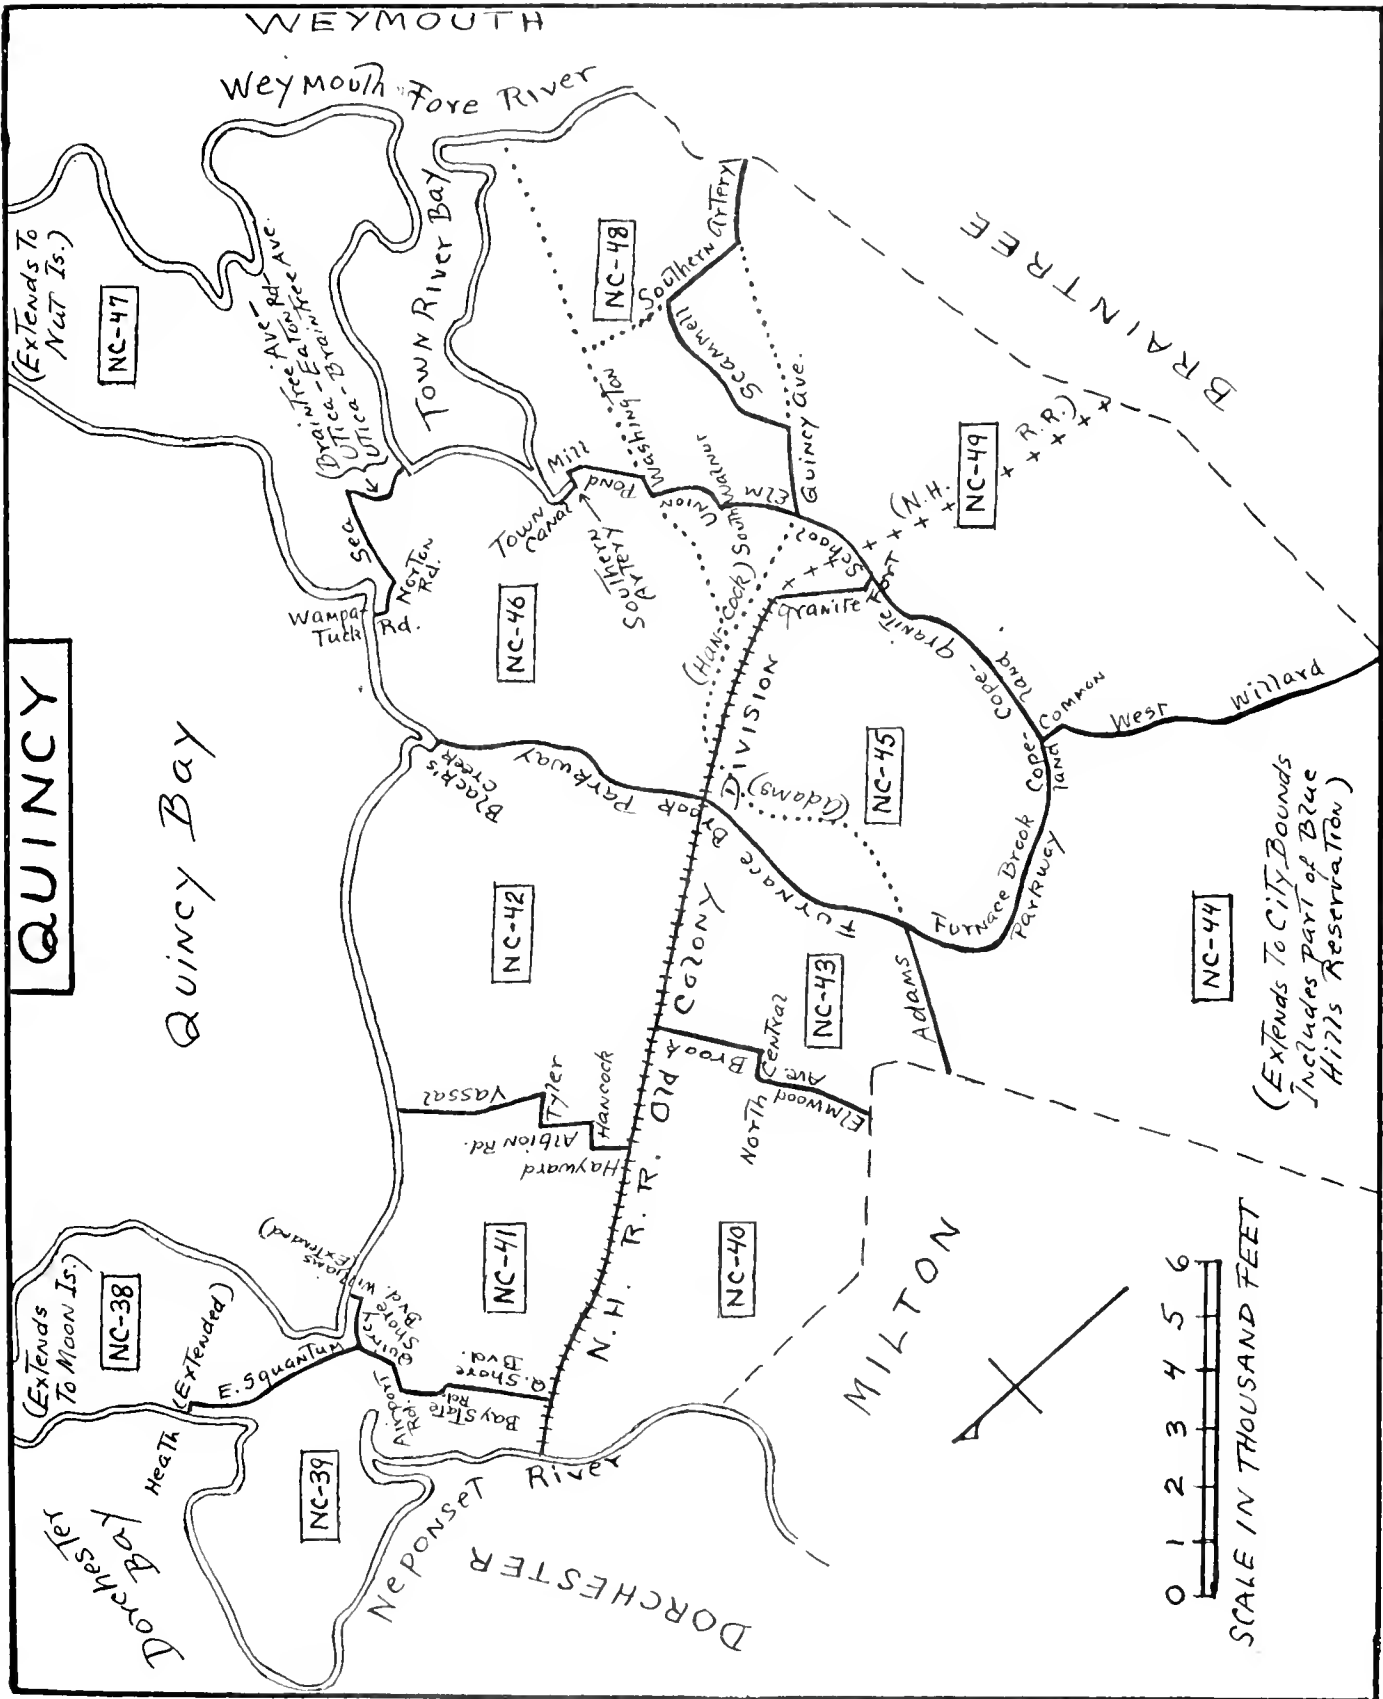 QUINCY
WEYMOUTH
Weymouth Fore River
(Extends To
Nut Is.)
NC-47
(Braintree Ave-
Utica-Eaton Rd-
Utica-Braintree Ave.
Town River Bay
NC-48
Southern Artery
Scammell
Quincy Ave.
Washington
BRAINTREE
NC-49
(N.H. R.R.)
Sea
Norton
Rd.
Wampa-
Tuck Rd.
Town
Canal
Mill
Pond
Southern
Artery
Union
South Walnut
Elm
School
NC-46
(Hancock)
Granite
Granite
Copeland
Copeland
Common
West
Willard
QUINCY BAY
Black's
Creek
Furnace Brook Parkway
Old Colony Division
N.H. R.R.
(Adams)
NC-45
Furnace Brook
Parkway
Adams
NC-42
NC-43
NC-44
(Extends To City Bounds
Includes Part of Blue
Hills Reservation)
Vassal
Tyler
Albion Rd.
Hancock
Hayward
Brook
Central
Ave.
North
Elmwood
NC-41
NC-40
MILTON
Williams
(Extended)
Quincy
Shore
Bvd.
(Extends
To Moon Is.)
NC-38
E. Squantum
(Extended)
Airport
Rd.
Bay State
Rd.
Q. Shore
Bvd.
Heath
Dorchester
Bay
NC-39
Neponset River
DORCHESTER
0 1 2 3 4 5 6
SCALE IN THOUSAND FEET